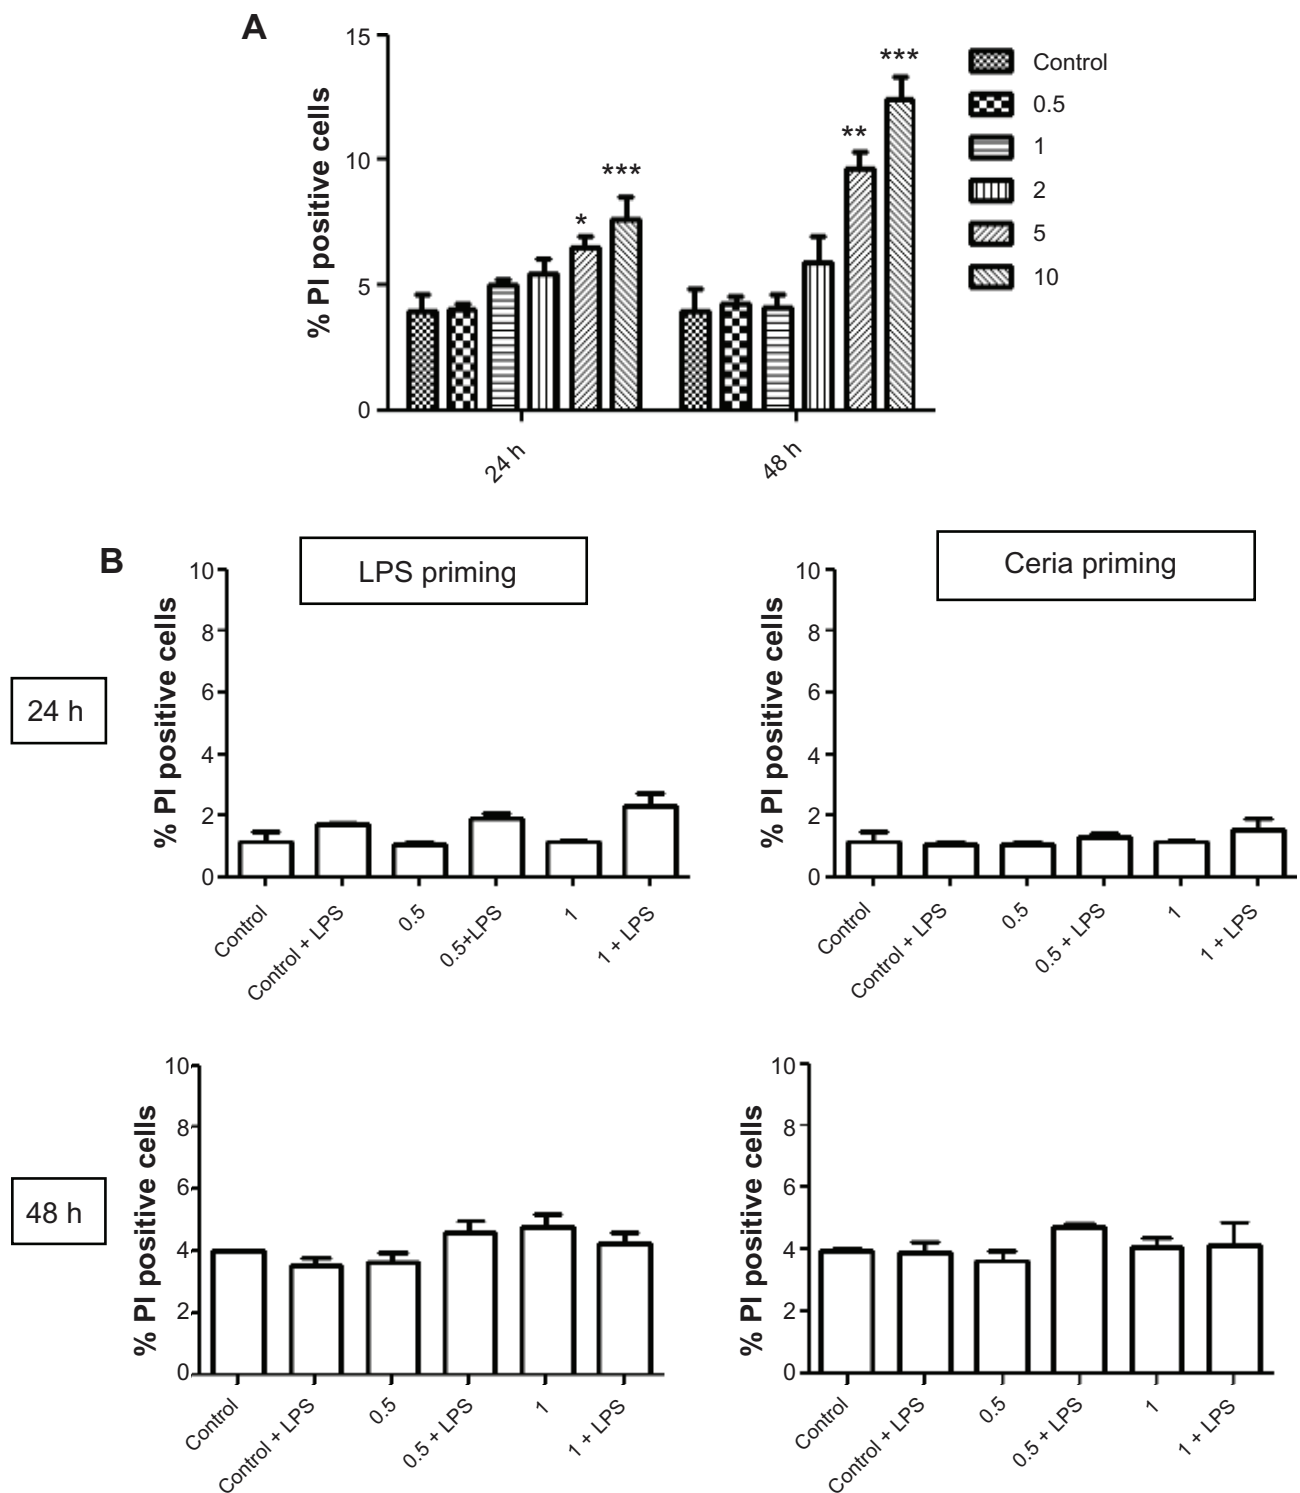 A
% PI positive cells
15
10
5
0
*
***
**
***
24 h
48 h
Control
0.5
1
2
5
10
B
LPS priming
Ceria priming
24 h
% PI positive cells
10
8
6
4
2
0
Control
Control + LPS
0.5
0.5+LPS
1
1 + LPS
% PI positive cells
10
8
6
4
2
0
Control
Control + LPS
0.5
0.5 + LPS
1
1 + LPS
48 h
% PI positive cells
10
8
6
4
2
0
Control
Control + LPS
0.5
0.5 + LPS
1
1 + LPS
% PI positive cells
10
8
6
4
2
0
Control
Control + LPS
0.5
0.5 + LPS
1
1 + LPS